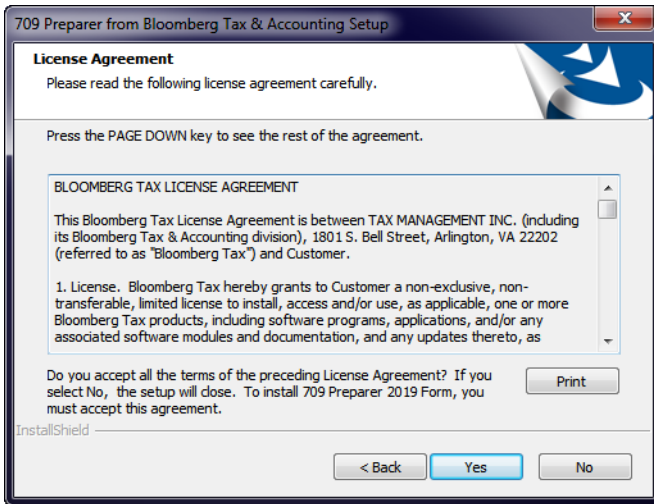 709 Preparer from Bloomberg Tax & Accounting Setup
License Agreement
Please read the following license agreement carefully.
Press the PAGE DOWN key to see the rest of the agreement.
BLOOMBERG TAX LICENSE AGREEMENT
This Bloomberg Tax License Agreement is between TAX MANAGEMENT INC. (including
its Bloomberg Tax & Accounting division), 1801 S. Bell Street, Arlington, VA 22202
(referred to as "Bloomberg Tax") and Customer.
1. License.  Bloomberg Tax hereby grants to Customer a non-exclusive, non-
transferable, limited license to install, access and/or use, as applicable, one or more
Bloomberg Tax products, including software programs, applications, and/or any
associated software modules and documentation, and any updates thereto, as
Do you accept all the terms of the preceding License Agreement?  If you
select No,  the setup will close.  To install 709 Preparer 2019 Form, you
must accept this agreement.
Print
InstallShield
< Back
Yes
No